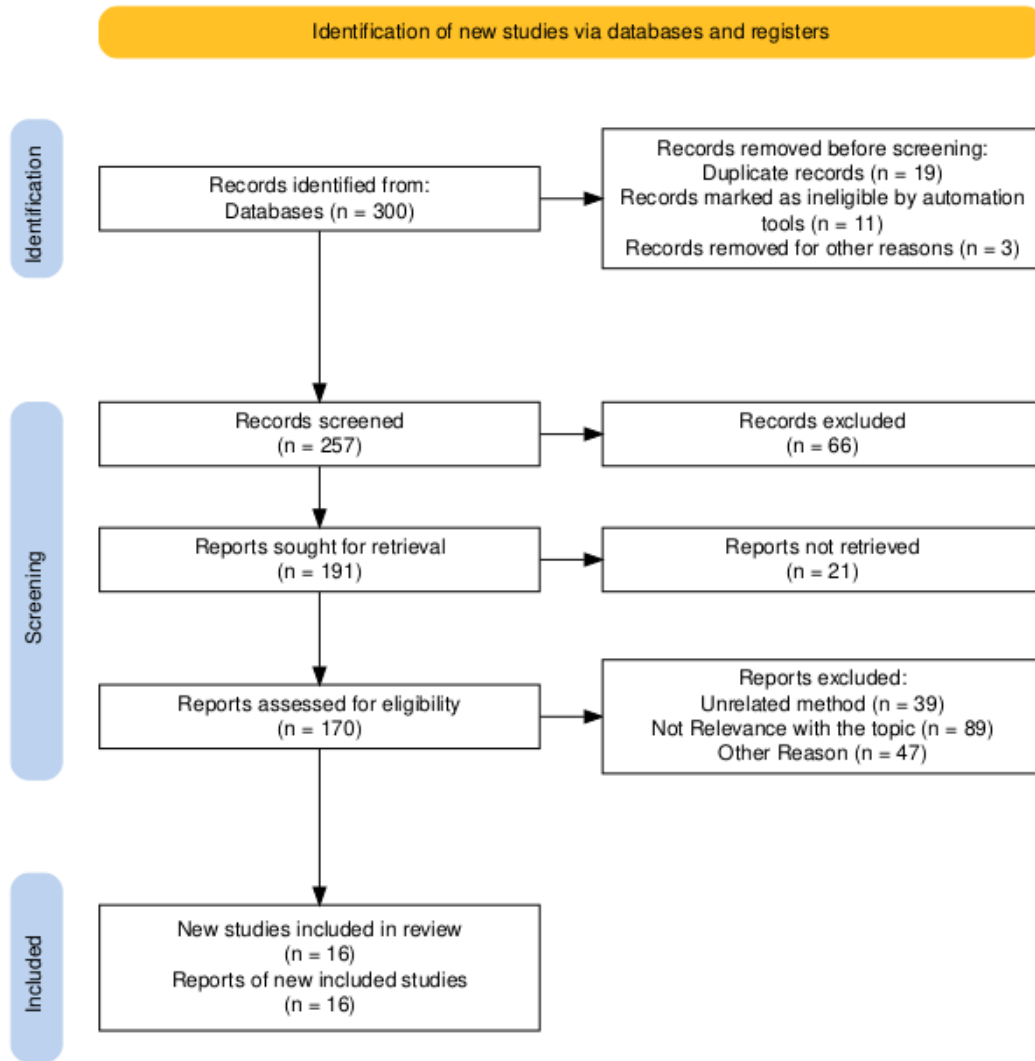 Identification of new studies via databases and registers
Identification
Records identified from:
Databases (n = 300)
Records removed before screening:
Duplicate records (n = 19)
Records marked as ineligible by automation
tools (n = 11)
Records removed for other reasons (n = 3)
Screening
Records screened
(n = 257)
Records excluded
(n = 66)
Reports sought for retrieval
(n = 191)
Reports not retrieved
(n = 21)
Reports assessed for eligibility
(n = 170)
Reports excluded:
Unrelated method (n = 39)
Not Relevance with the topic (n = 89)
Other Reason (n = 47)
Included
New studies included in review
(n = 16)
Reports of new included studies
(n = 16)